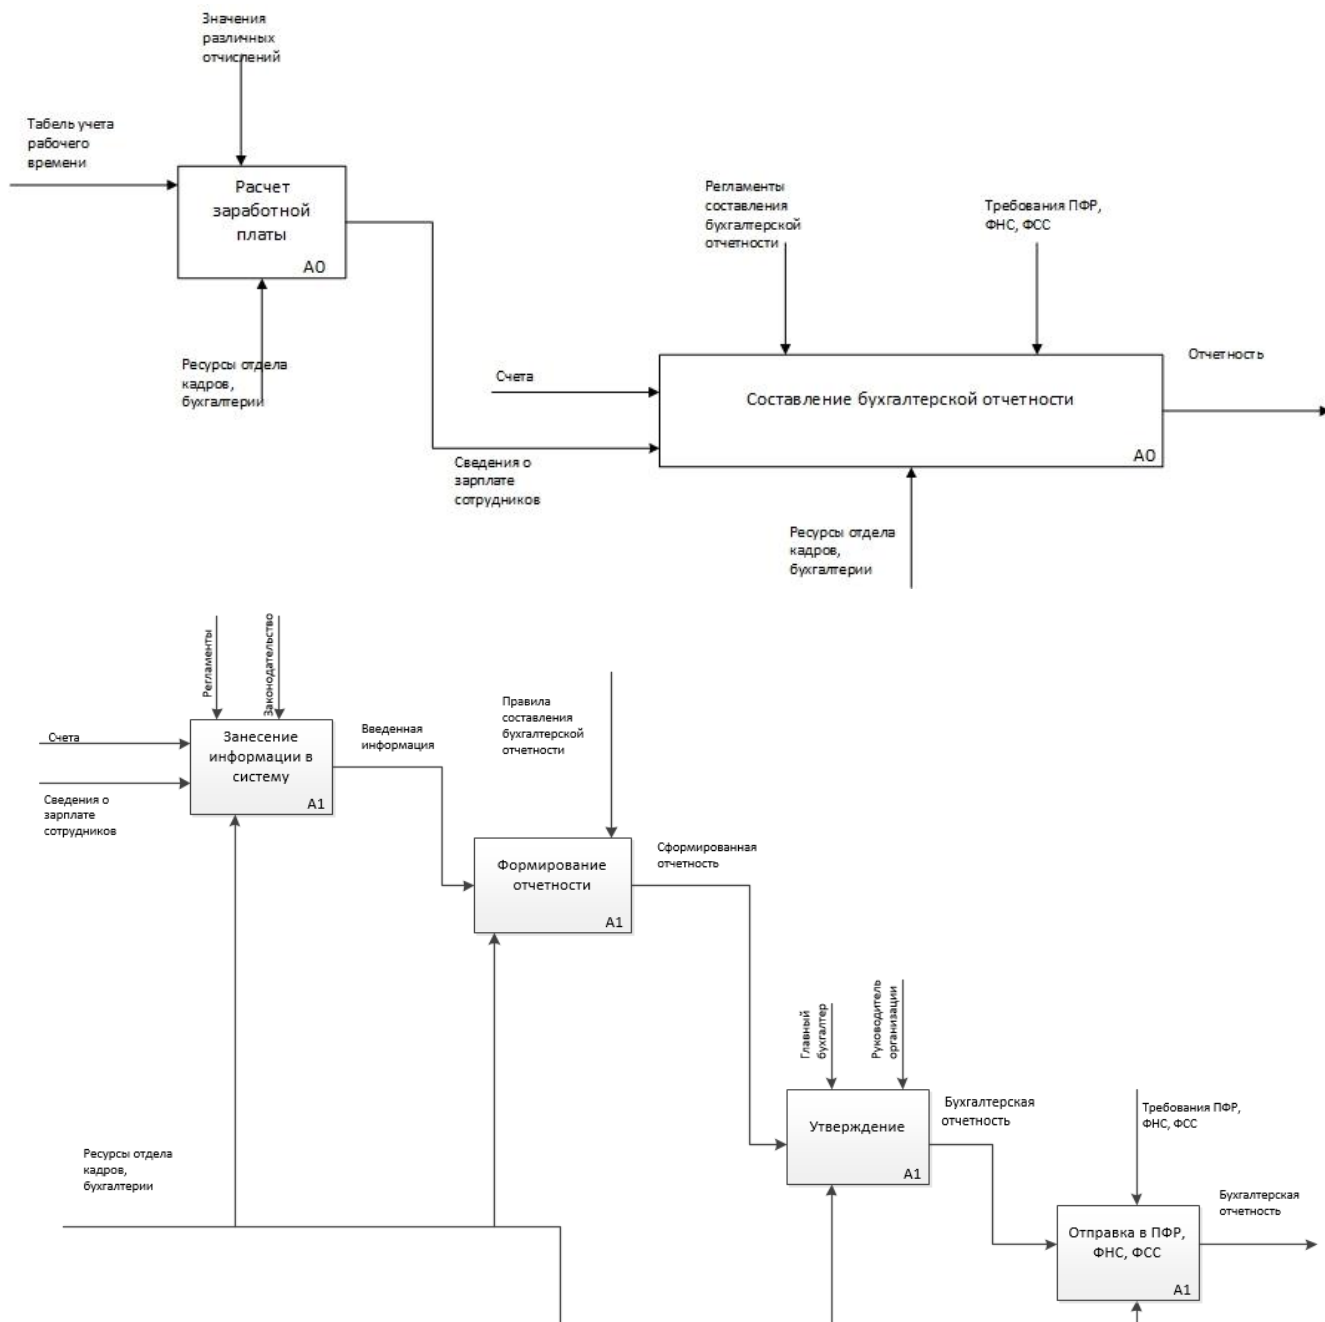 Значения
различных
отчислений
Табель учета
рабочего
времени
Расчет
заработной
платы
A0
Ресурсы отдела
кадров,
бухгалтерии
Регламенты
составления
бухгалтерской
отчетности
Требования ПФР,
ФНС, ФСС
Счета
Составление бухгалтерской отчетности
A0
Отчетность
Сведения о
зарплате
сотрудников
Ресурсы отдела
кадров,
бухгалтерии
Регламенты
Законодательство
Счета
Сведения о
зарплате
сотрудников
Занесение
информации в
систему
A1
Введенная
информация
Правила
составления
бухгалтерской
отчетности
Формирование
отчетности
A1
Сформированная
отчетность
Главный
бухгалтер
Руководитель
организации
Утверждение
A1
Бухгалтерская
отчетность
Требования ПФР,
ФНС, ФСС
Ресурсы отдела
кадров,
бухгалтерии
Отправка в ПФР,
ФНС, ФСС
A1
Бухгалтерская
отчетность